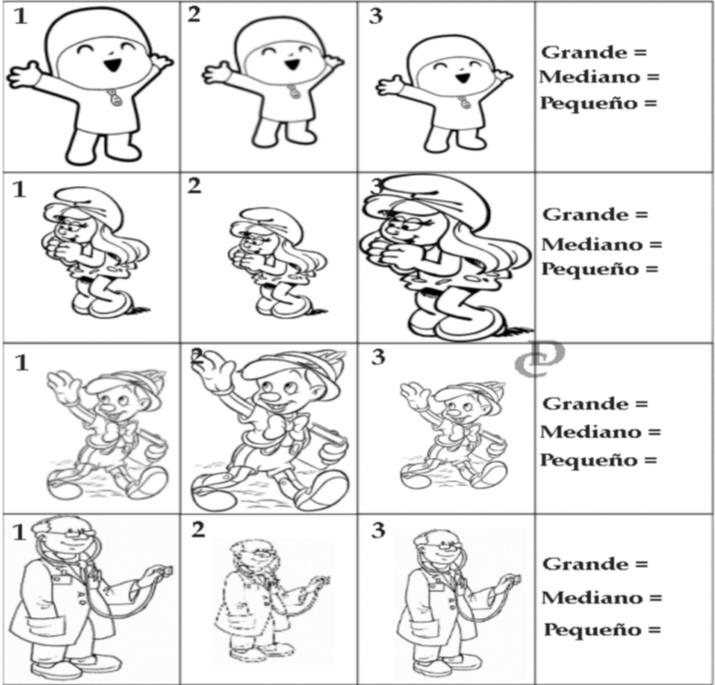 1 2 3
Grande =
Mediano =
Pequeño =
1 2 3
Grande =
Mediano =
Pequeño =
1 2 3
Grande =
Mediano =
Pequeño =
1 2 3
Grande =
Mediano =
Pequeño =